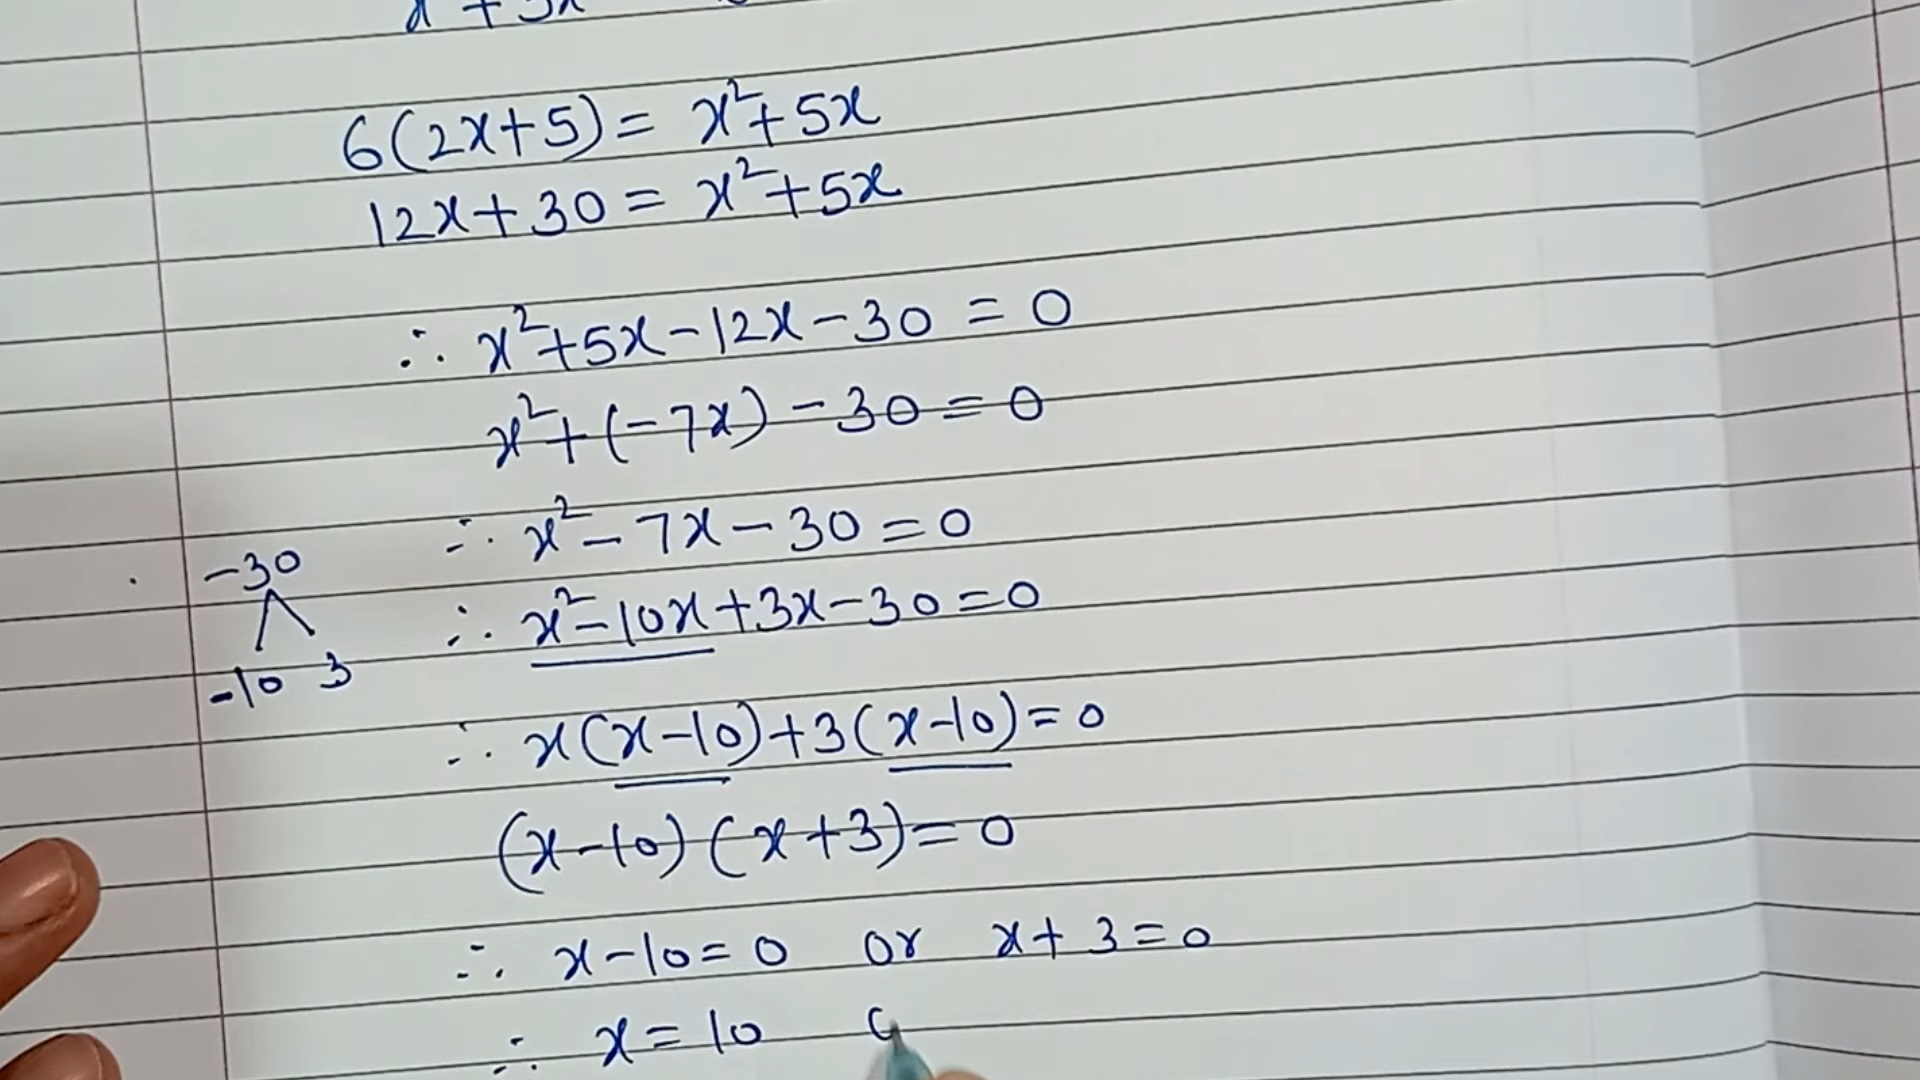 6(2x+5) = x²+5x
12x+30 = x²+5x
∴ x²+5x-12x-30 = 0
x²+(-7x)-30=0
∴ x²-7x-30=0
-30
∴ x²-10x+3x-30=0
-10 3
∴ x(x-10)+3(x-10)=0
(x-10)(x+3)=0
∴ x-10=0 or x+3=0
∴ x=10